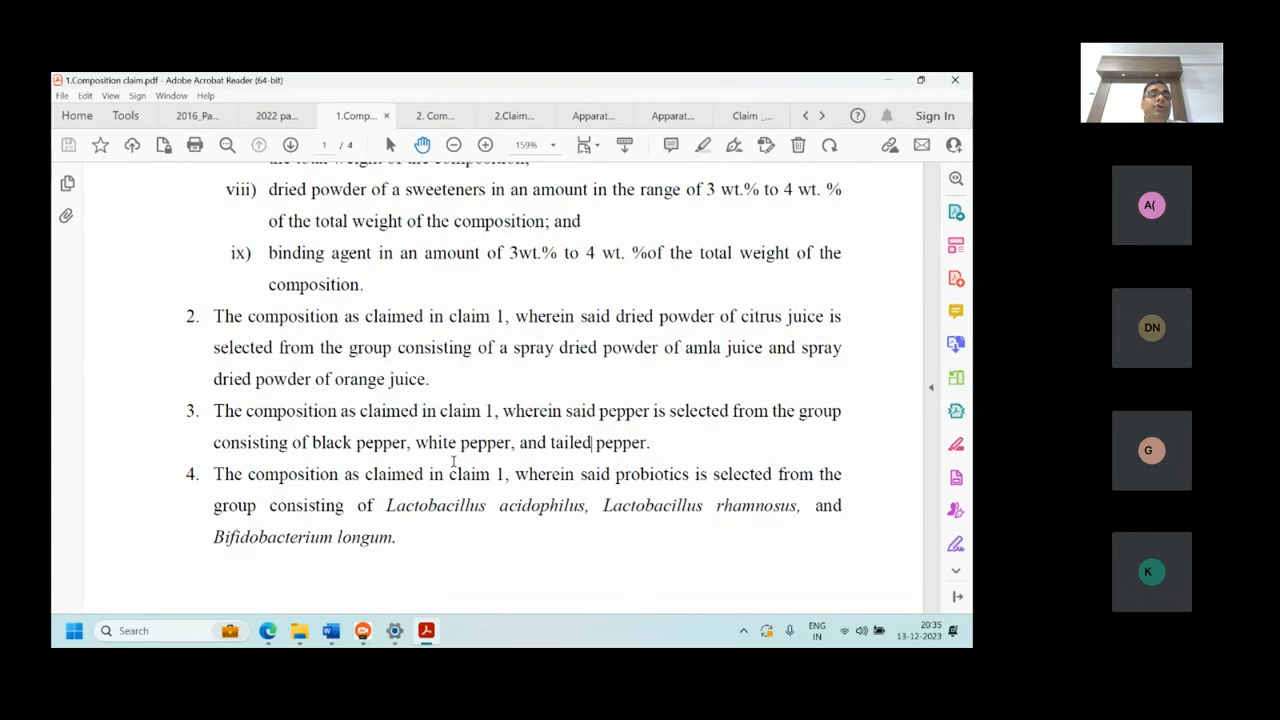 1.Composition claim.pdf - Adobe Acrobat Reader (64-bit)
File Edit View Sign Window Help
Home Tools 2016_Pa... 2022 pa... 1.Comp... × 2. Com... 2.Claim... Apparat... Apparat... Claim _... Sign In
1 / 4 159%
the total weight of the composition;
viii) dried powder of a sweeteners in an amount in the range of 3 wt.% to 4 wt. %
of the total weight of the composition; and
ix) binding agent in an amount of 3wt.% to 4 wt. %of the total weight of the
composition.
2. The composition as claimed in claim 1, wherein said dried powder of citrus juice is
selected from the group consisting of a spray dried powder of amla juice and spray
dried powder of orange juice.
3. The composition as claimed in claim 1, wherein said pepper is selected from the group
consisting of black pepper, white pepper, and tailed pepper.
4. The composition as claimed in claim 1, wherein said probiotics is selected from the
group consisting of Lactobacillus acidophilus, Lactobacillus rhamnosus, and
Bifidobacterium longum.
Search
ENG
IN
20:35
13-12-2023
A(
DN
G
K